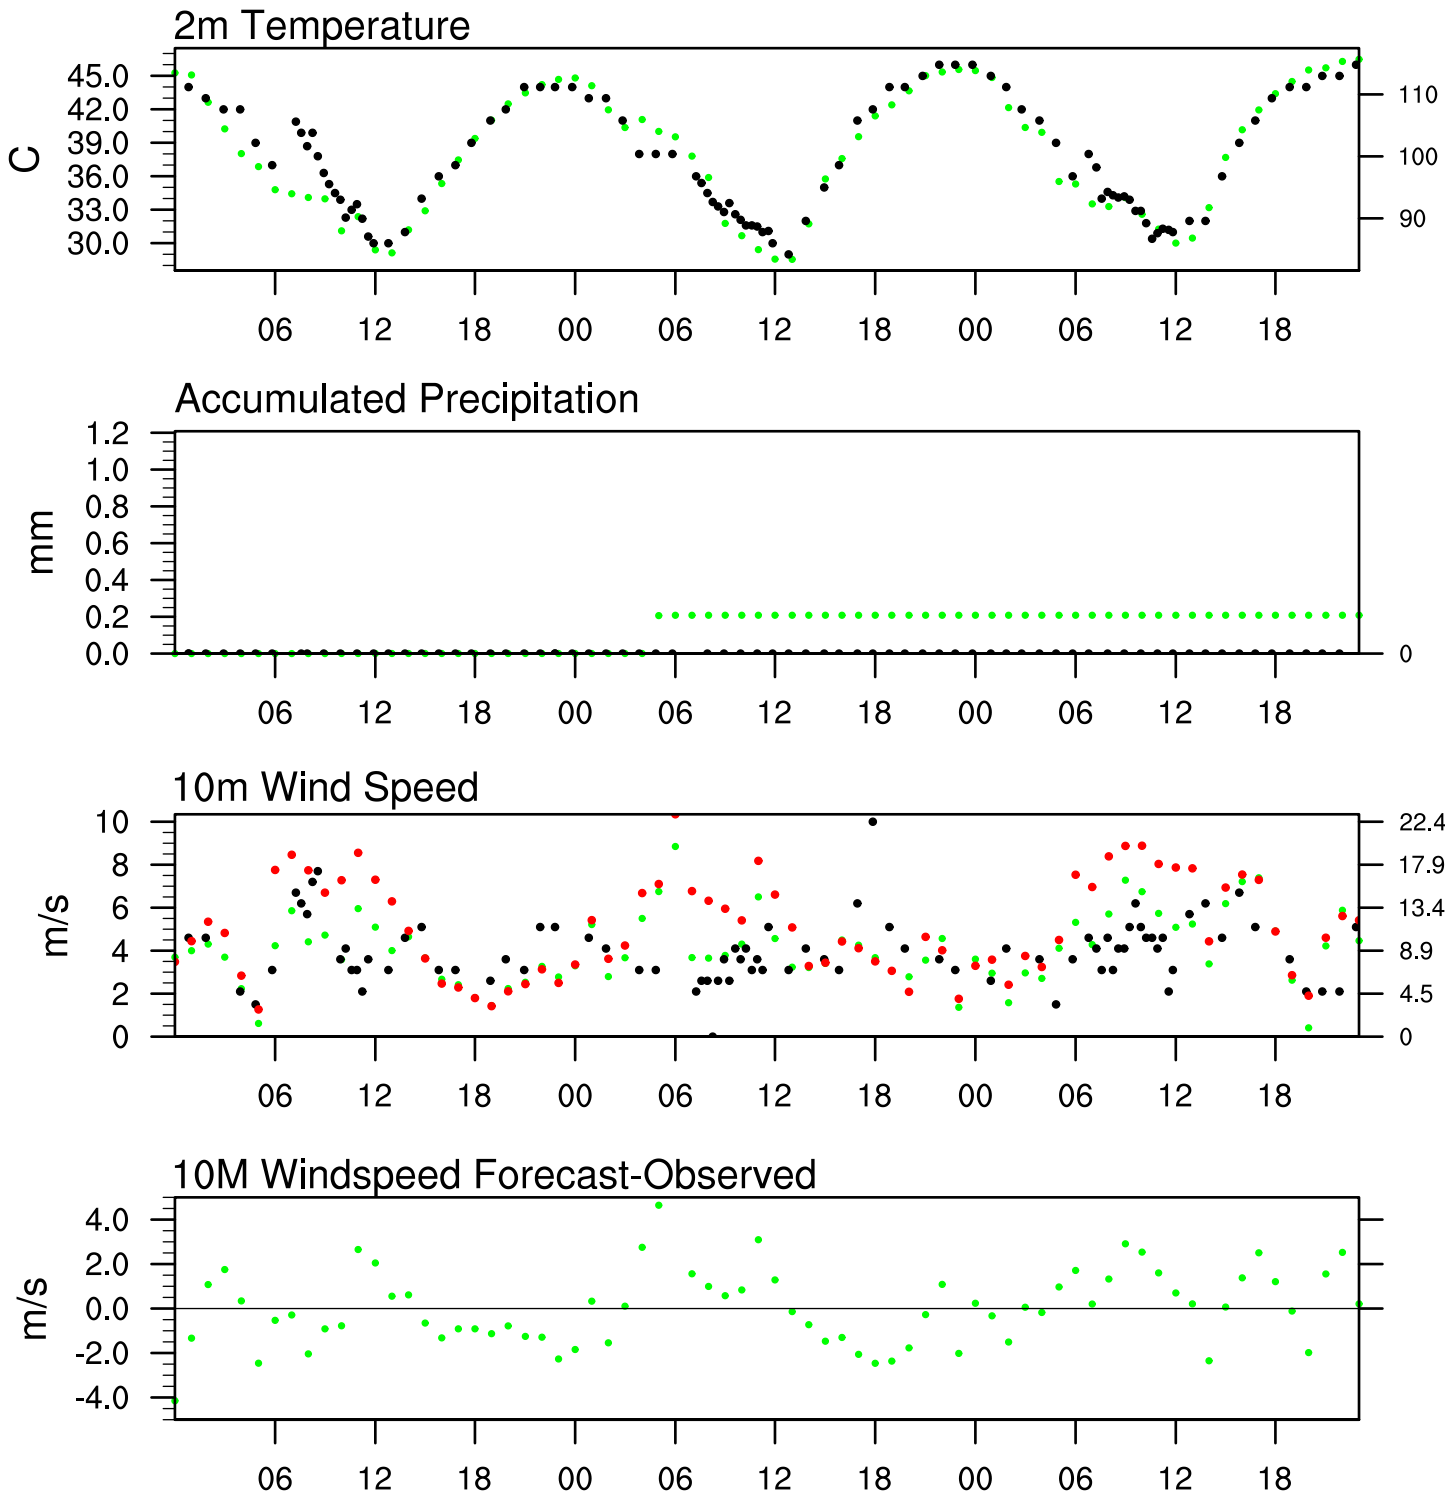 2m Temperature
45.0
42.0
39.0
36.0
33.0
30.0
C
110
100
90
06 12 18 00 06 12 18 00 06 12 18
Accumulated Precipitation
1.2
1.0
0.8
0.6
0.4
0.2
0.0
mm
0
06 12 18 00 06 12 18 00 06 12 18
10m Wind Speed
10
8
6
4
2
0
m/s
22.4
17.9
13.4
8.9
4.5
0
06 12 18 00 06 12 18 00 06 12 18
10M Windspeed Forecast-Observed
4.0
2.0
0.0
-2.0
-4.0
m/s
06 12 18 00 06 12 18 00 06 12 18